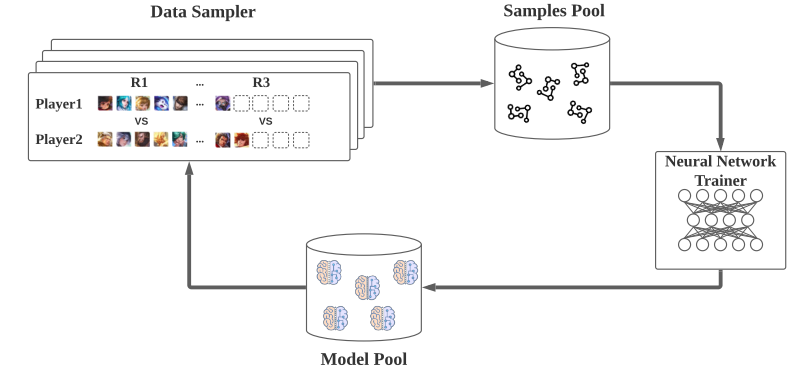 Data Sampler
Samples Pool
R1 ... R3
Player1 ...
VS VS
Player2 ...
Neural Network
Trainer
Model Pool